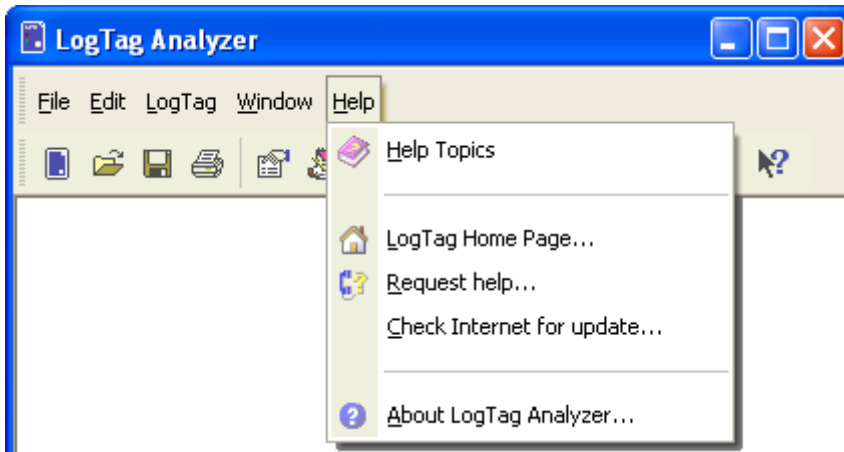 LogTag Analyzer
File Edit LogTag Window Help
Help Topics
LogTag Home Page...
Request help...
Check Internet for update...
About LogTag Analyzer...